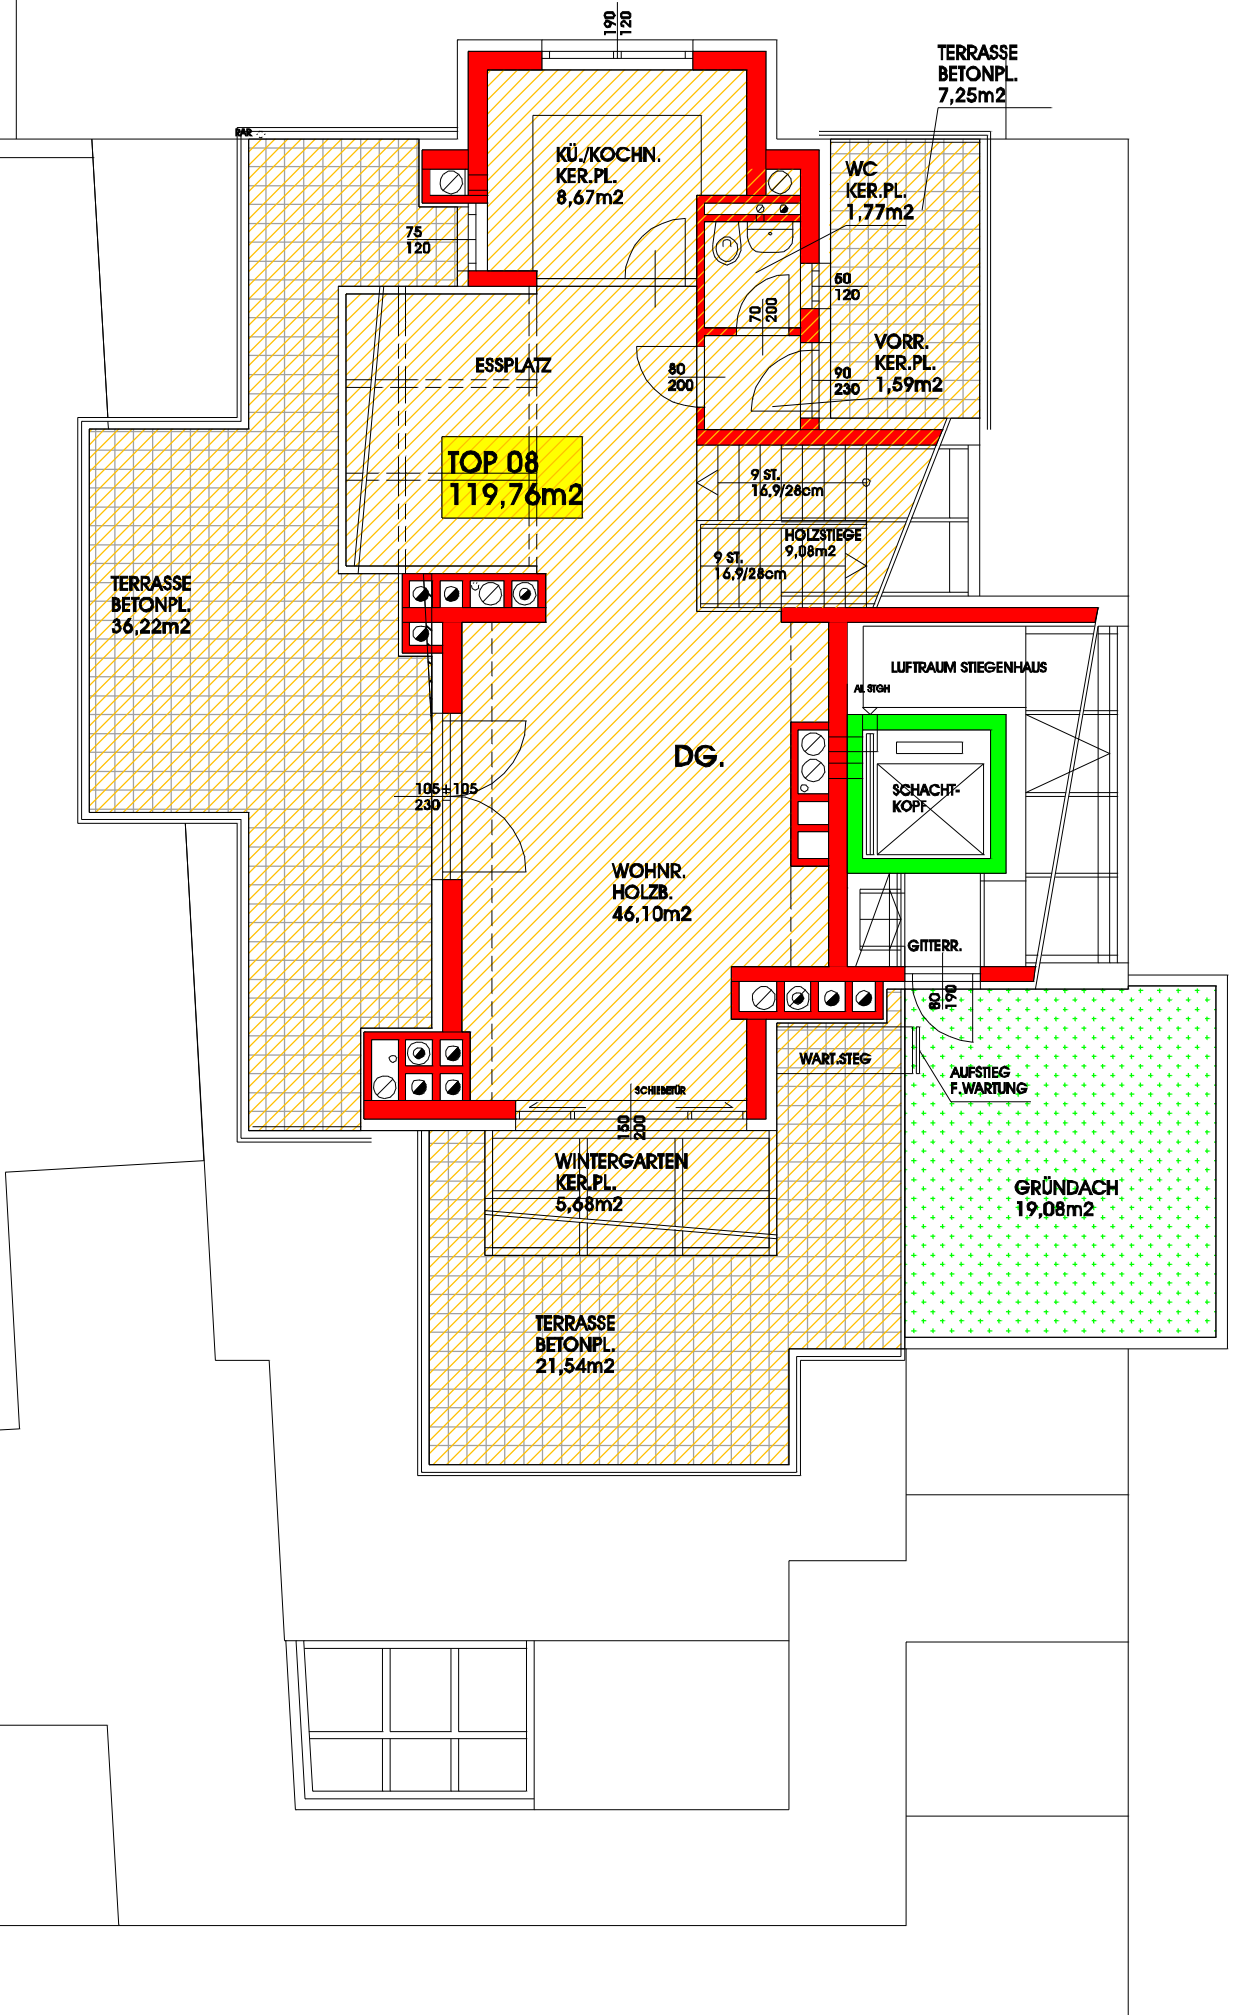 190
120
TERRASSE
BETONPL.
7,25m2
RAR
KÜ./KOCHN.
KER.PL.
8,67m2
WC
KER.PL.
1,77m2
75
120
60
120
70
200
VORR.
KER.PL.
1,59m2
ESSPLATZ
80
200
90
230
TOP 08
119,76m2
9 ST.
16,9/28cm
HOLZSTIEGE
9,08m2
9 ST.
16,9/28cm
TERRASSE
BETONPL.
36,22m2
LUFTRAUM STIEGENHAUS
AL STGH
DG.
105+105
230
SCHACHT-
KOPF
WOHNR.
HOLZB.
46,10m2
GITTERR.
80
190
WART.STEG
AUFSTIEG
F.WARTUNG
SCHIEBETÜR
150
200
WINTERGARTEN
KER.PL.
5,68m2
GRÜNDACH
19,08m2
TERRASSE
BETONPL.
21,54m2